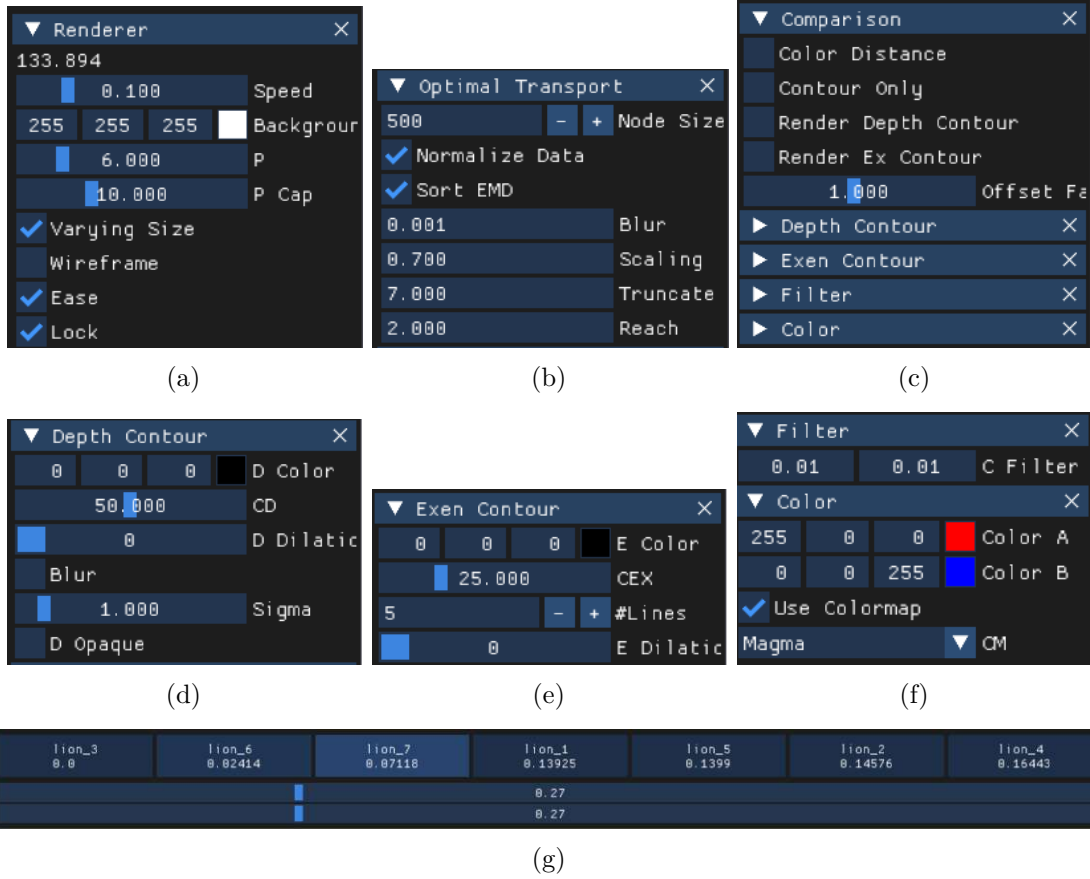 Renderer
133.894
0.100 Speed
255 255 255 Backgrour
6.000 P
10.000 P Cap
Varying Size
Wireframe
Ease
Lock
(a)
Optimal Transport
500 - + Node Size
Normalize Data
Sort EMD
0.001 Blur
0.700 Scaling
7.000 Truncate
2.000 Reach
(b)
Comparison
Color Distance
Contour Only
Render Depth Contour
Render Ex Contour
1.000 Offset Fa
Depth Contour
Exen Contour
Filter
Color
(c)
Depth Contour
0 0 0 D Color
50.000 CD
0 D Dilatic
Blur
1.000 Sigma
D Opaque
(d)
Exen Contour
0 0 0 E Color
25.000 CEX
5 - + #Lines
0 E Dilatic
(e)
Filter
0.01 0.01 C Filter
Color
255 0 0 Color A
0 0 255 Color B
Use Colormap
Magma CM
(f)
lion_3 lion_6 lion_7 lion_1 lion_5 lion_2 lion_4
0.0 0.02414 0.07118 0.13925 0.1399 0.14576 0.16443
0.27
0.27
(g)